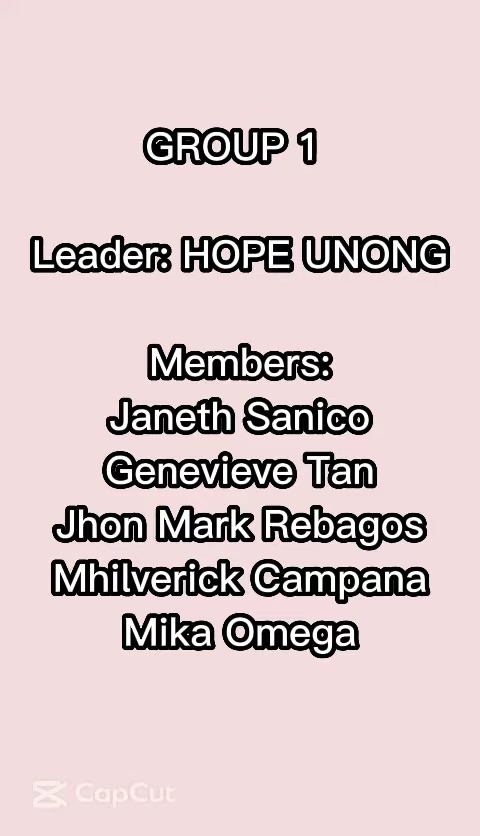 GROUP 1
Leader: HOPE UNONG
Members:
Janeth Sanico
Genevieve Tan
Jhon Mark Rebagos
Mhilverick Campana
Mika Omega
CapCut